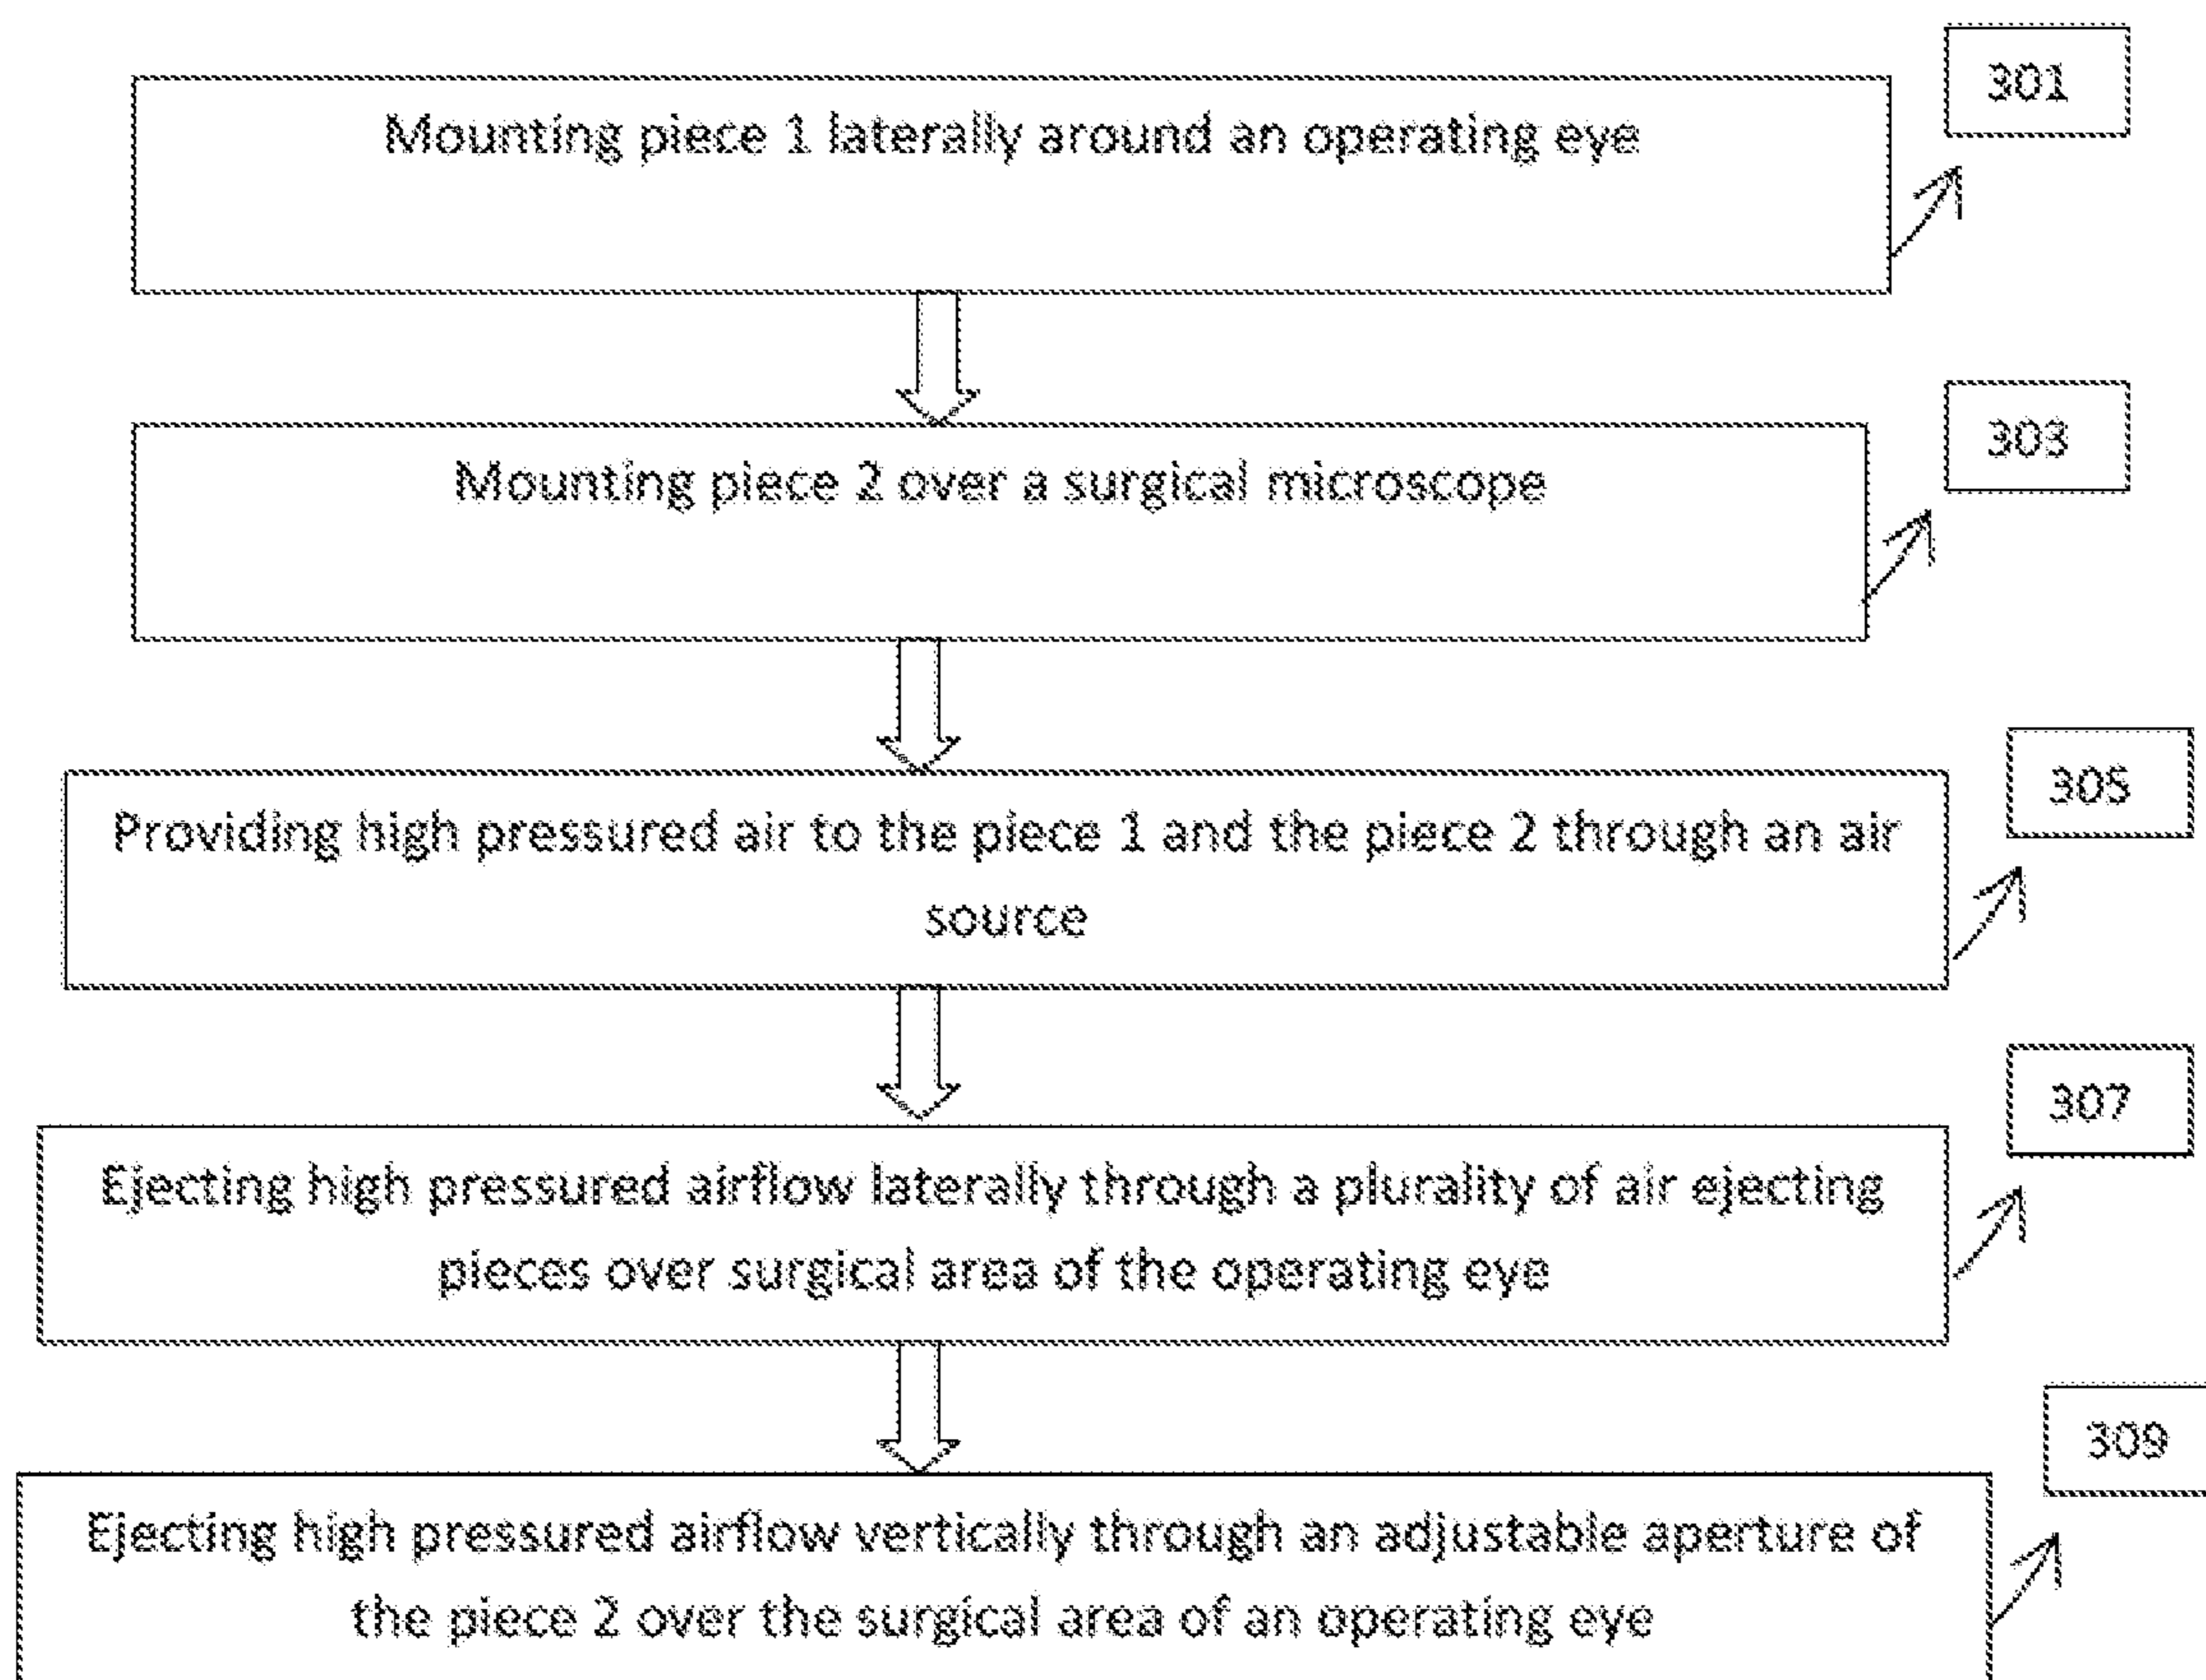 301
Mounting piece 1 laterally around an operating eye
303
Mounting piece 2 over a surgical microscope
305
Providing high pressured air to the piece 1 and the piece 2 through an air
source
307
Ejecting high pressured airflow laterally through a plurality of air ejecting
pieces over surgical area of the operating eye
309
Ejecting high pressured airflow vertically through an adjustable aperture of
the piece 2 over the surgical area of an operating eye